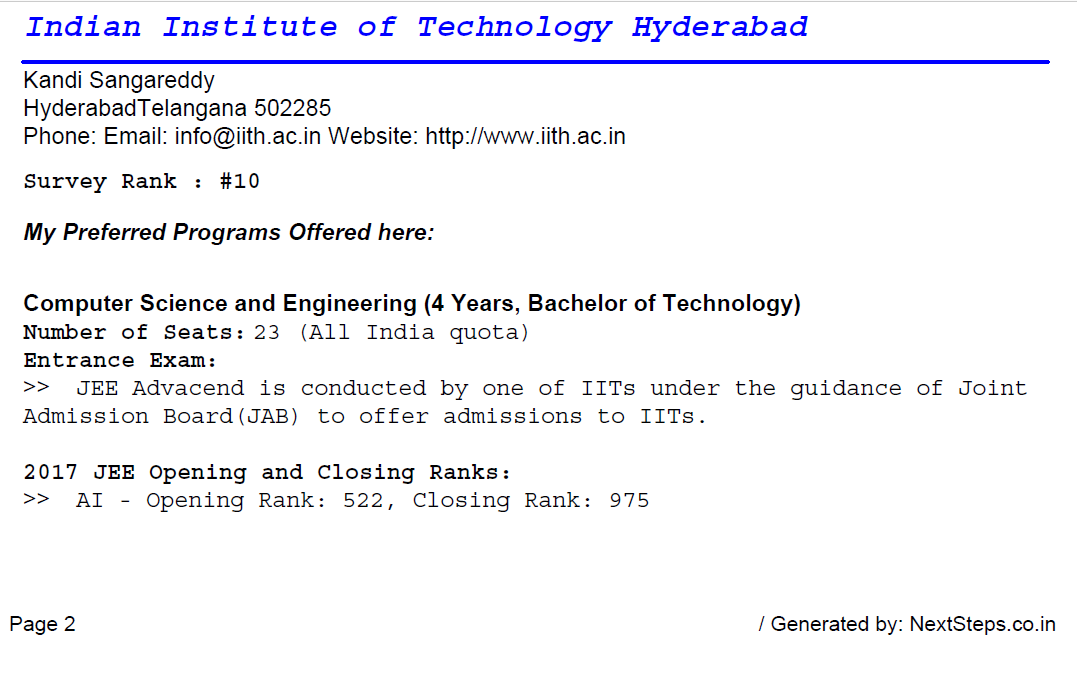 Indian Institute of Technology Hyderabad
Kandi Sangareddy
HyderabadTelangana 502285
Phone: Email: info@iith.ac.in Website: http://www.iith.ac.in
Survey Rank : #10
My Preferred Programs Offered here:
Computer Science and Engineering (4 Years, Bachelor of Technology)
Number of Seats: 23 (All India quota)
Entrance Exam:
>> JEE Advacend is conducted by one of IITs under the guidance of Joint
Admission Board(JAB) to offer admissions to IITs.
2017 JEE Opening and Closing Ranks:
>> AI - Opening Rank: 522, Closing Rank: 975
Page 2
/ Generated by: NextSteps.co.in